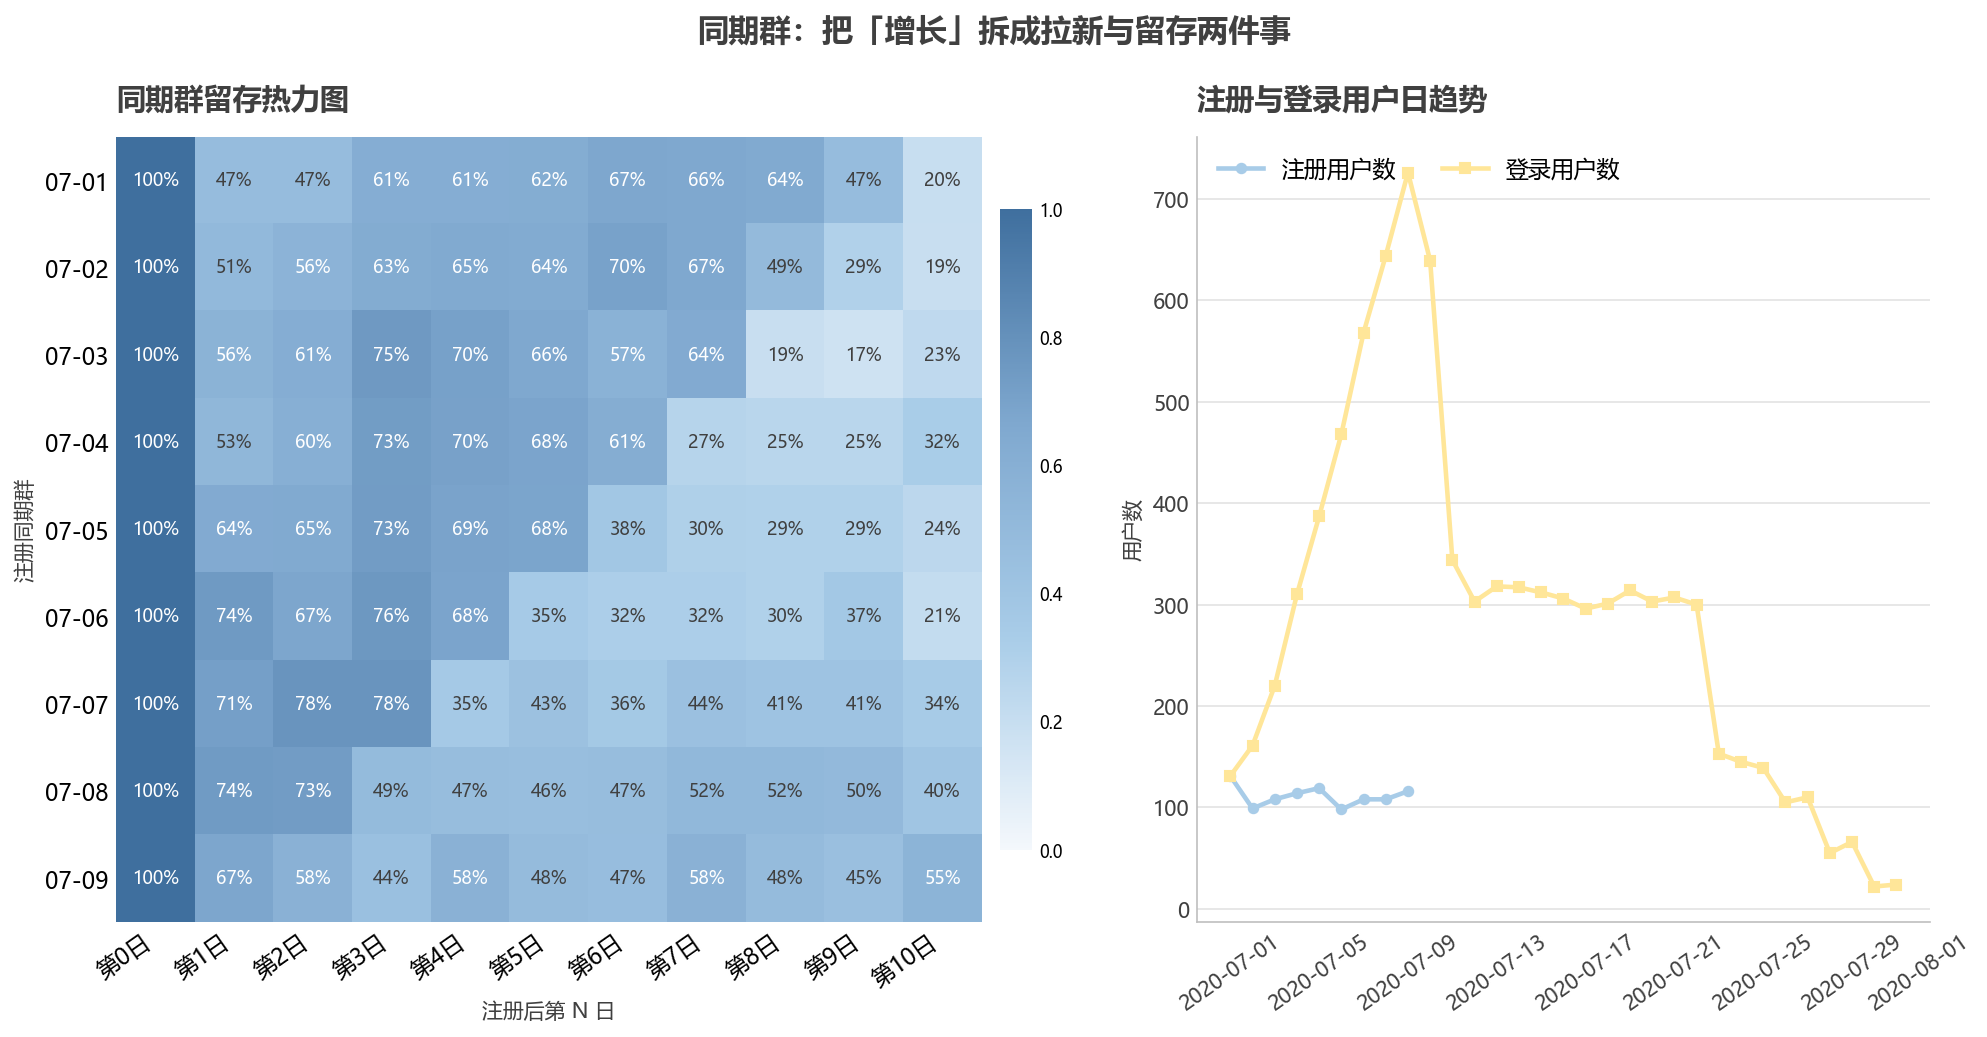 同期群：把「增长」拆成拉新与留存两件事
同期群留存热力图
注册同期群
07-01 100% 47% 47% 61% 61% 62% 67% 66% 64% 47% 20%
07-02 100% 51% 56% 63% 65% 64% 70% 67% 49% 29% 19%
07-03 100% 56% 61% 75% 70% 66% 57% 64% 19% 17% 23%
07-04 100% 53% 60% 73% 70% 68% 61% 27% 25% 25% 32%
07-05 100% 64% 65% 73% 69% 68% 38% 30% 29% 29% 24%
07-06 100% 74% 67% 76% 68% 35% 32% 32% 30% 37% 21%
07-07 100% 71% 78% 78% 35% 43% 36% 44% 41% 41% 34%
07-08 100% 74% 73% 49% 47% 46% 47% 52% 52% 50% 40%
07-09 100% 67% 58% 44% 58% 48% 47% 58% 48% 45% 55%
第0日 第1日 第2日 第3日 第4日 第5日 第6日 第7日 第8日 第9日 第10日
注册后第 N 日
1.0
0.8
0.6
0.4
0.2
0.0
注册与登录用户日趋势
注册用户数 登录用户数
用户数
700
600
500
400
300
200
100
0
2020-07-01 2020-07-05 2020-07-09 2020-07-13 2020-07-17 2020-07-21 2020-07-25 2020-07-29 2020-08-01